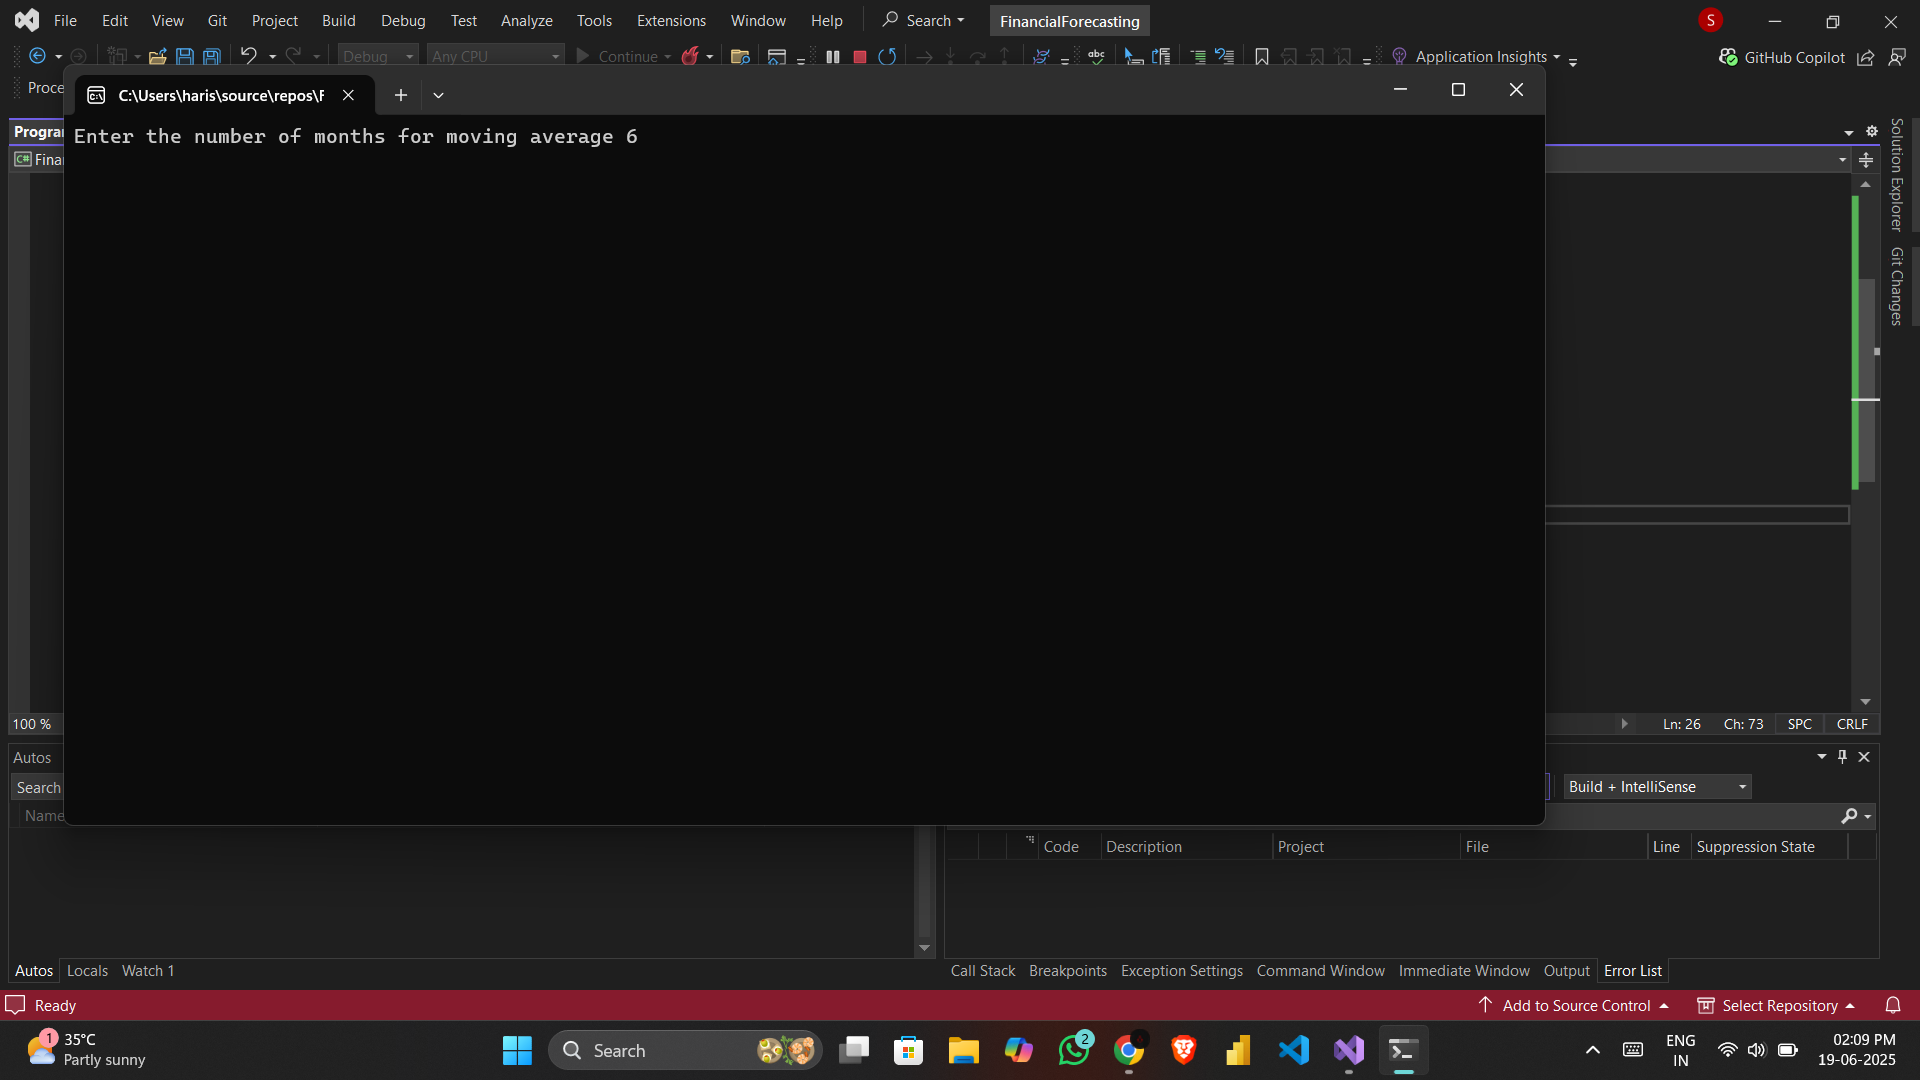 File Edit View Git Project Build Debug Test Analyze Tools Extensions Window Help Search FinancialForecasting S
Debug Any CPU Continue abc Application Insights GitHub Copilot
Proce
C:\Users\haris\source\repos\F
Enter the number of months for moving average 6
Program
C# Finan
Solution Explorer
Git Changes
100 % Ln: 26 Ch: 73 SPC CRLF
Autos
Search Build + IntelliSense
Name
Code Description Project File Line Suppression State
Autos Locals Watch 1 Call Stack Breakpoints Exception Settings Command Window Immediate Window Output Error List
Ready Add to Source Control Select Repository
1 35°C
Partly sunny
Search
2
ENG
IN
02:09 PM
19-06-2025